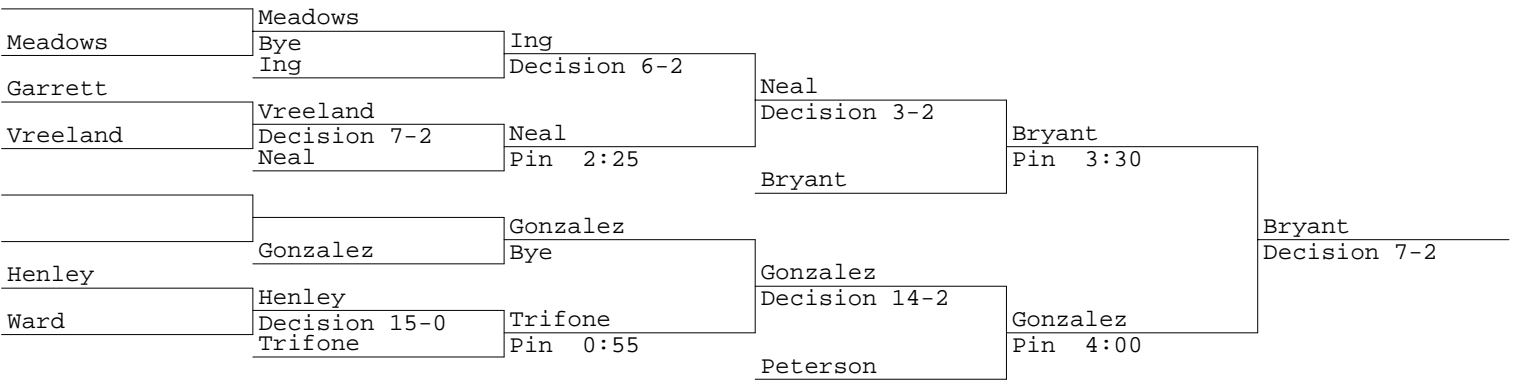 Meadows
Meadows
Bye
Ing
Ing
Decision 6-2
Garrett
Neal
Vreeland
Decision 3-2
Vreeland
Decision 7-2
Neal
Bryant
Neal
Pin 2:25
Pin 3:30
Bryant
Gonzalez
Bryant
Gonzalez
Bye
Decision 7-2
Henley
Gonzalez
Henley
Decision 14-2
Ward
Decision 15-0
Trifone
Gonzalez
Trifone
Pin 0:55
Pin 4:00
Peterson